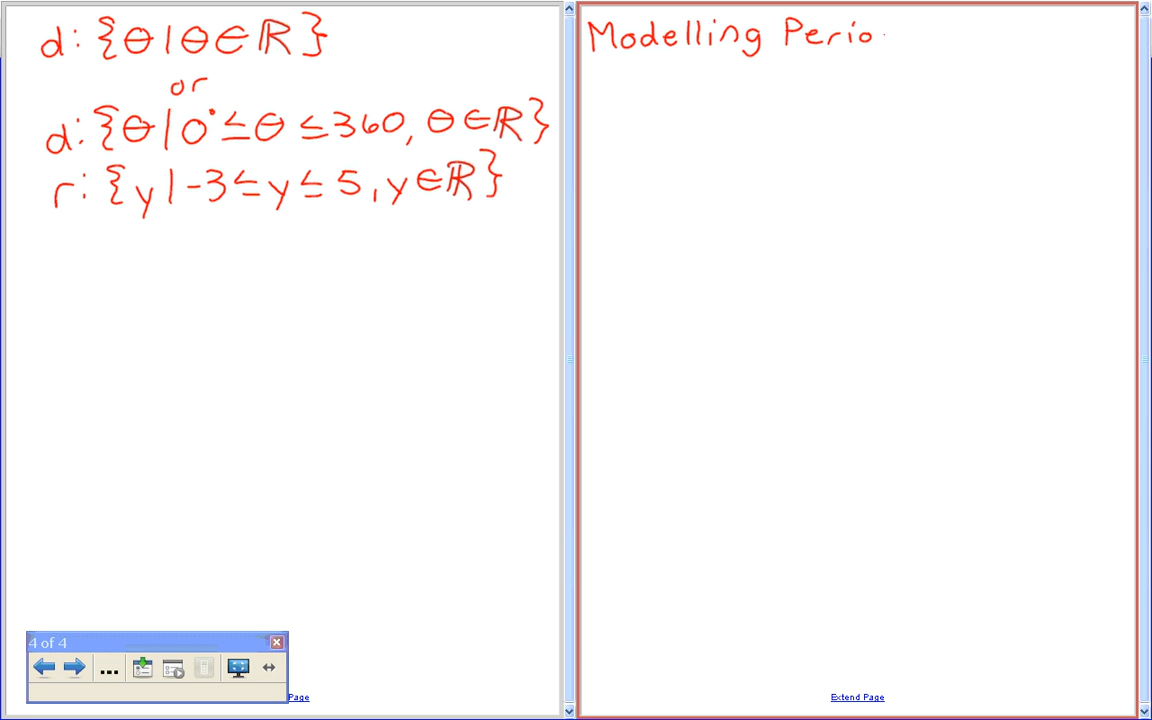 d: {θ|θ∈ℝ}
or
d: {θ|0°≤θ≤360, θ∈ℝ}
r: {y|-3≤y≤5, y∈ℝ}
4 of 4
Page
Modelling Perio
Extend Page